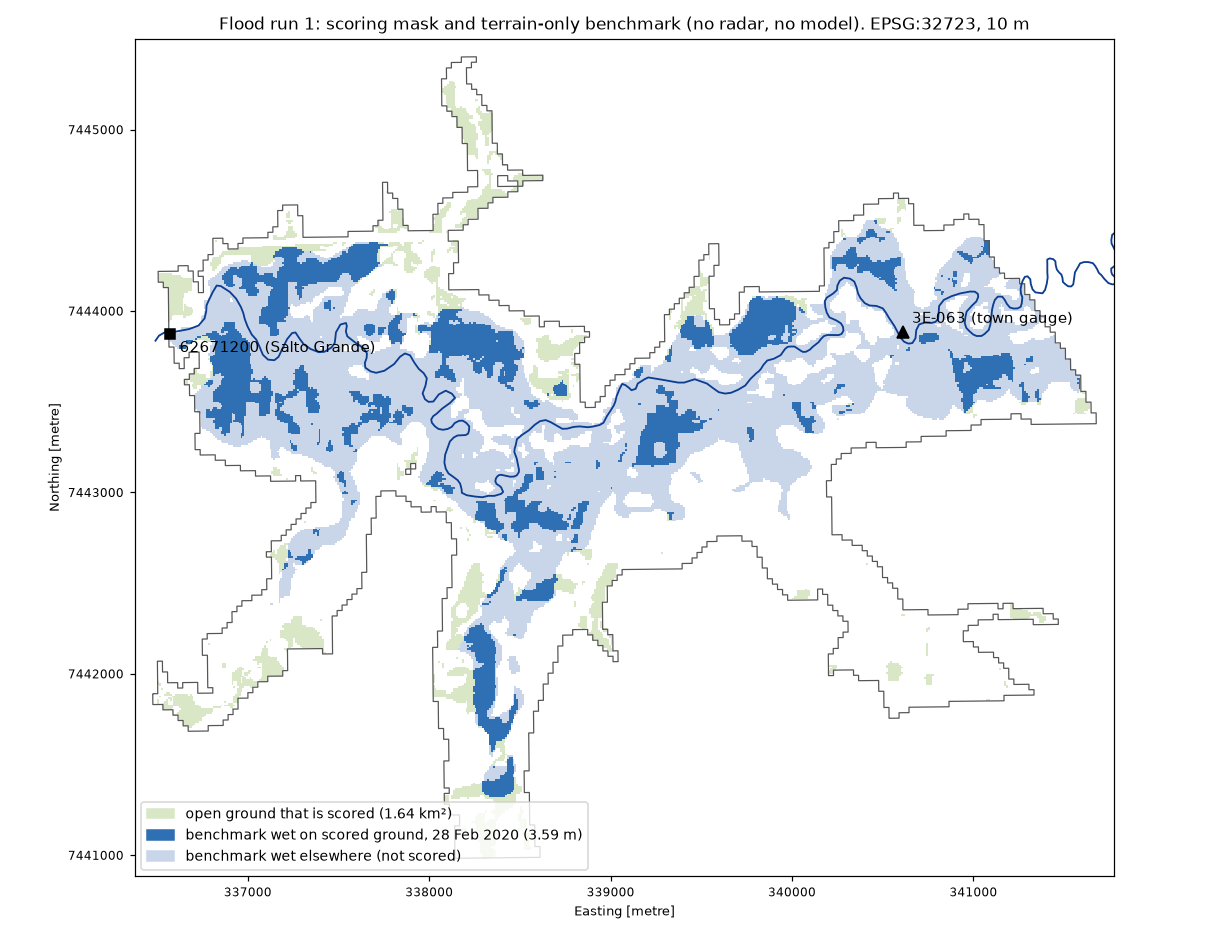 Flood run 1: scoring mask and terrain-only benchmark (no radar, no model). EPSG:32723, 10 m
7445000
7444000
7443000
7442000
7441000
Northing [metre]
3E-063 (town gauge)
62671200 (Salto Grande)
open ground that is scored (1.64 km²)
benchmark wet on scored ground, 28 Feb 2020 (3.59 m)
benchmark wet elsewhere (not scored)
337000
338000
339000
340000
341000
Easting [metre]